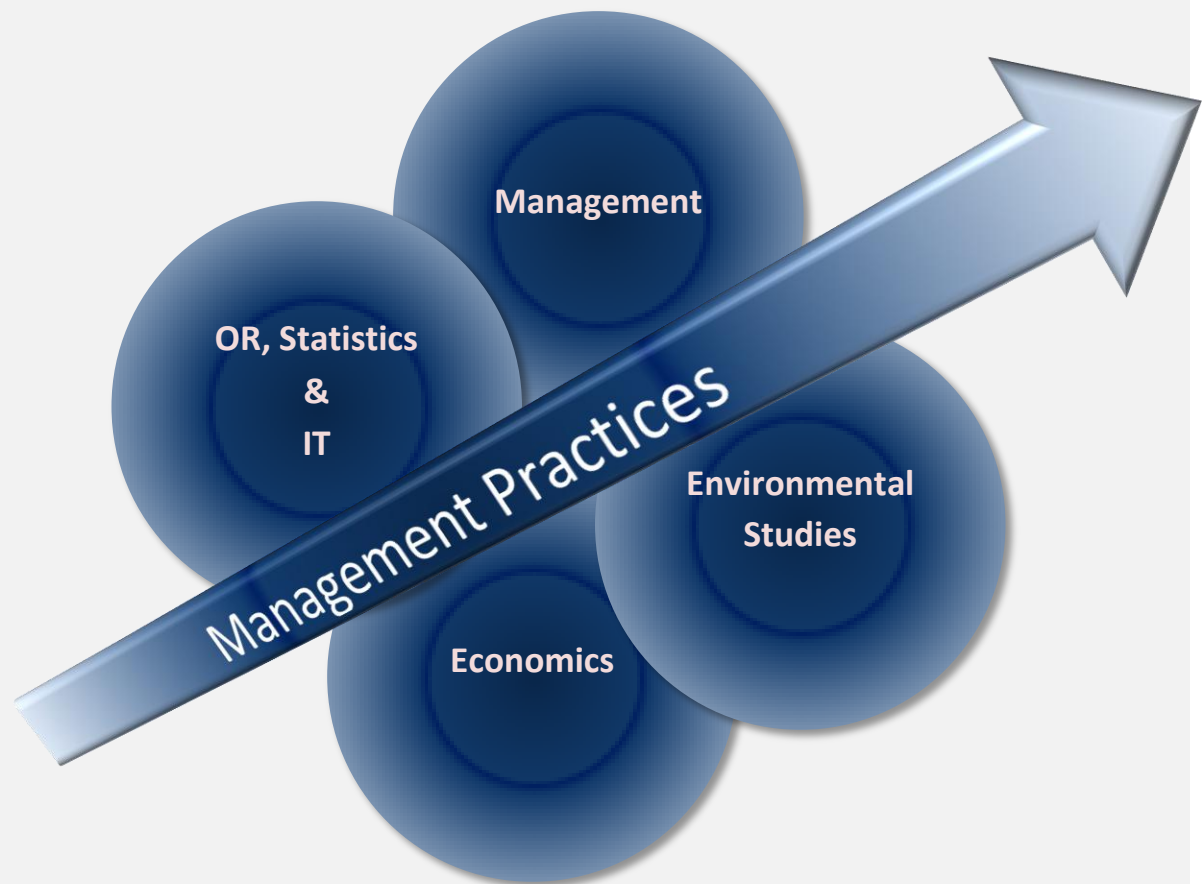 Management
OR, Statistics
&
IT
Management Practices
Environmental
Studies
Economics